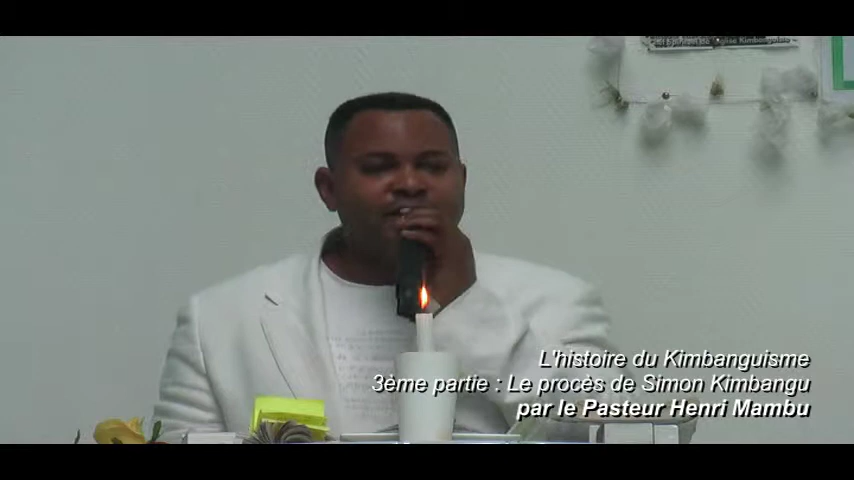 L'histoire du Kimbanguisme
3ème partie : Le procès de Simon Kimbangu
par le Pasteur Henri Mambu